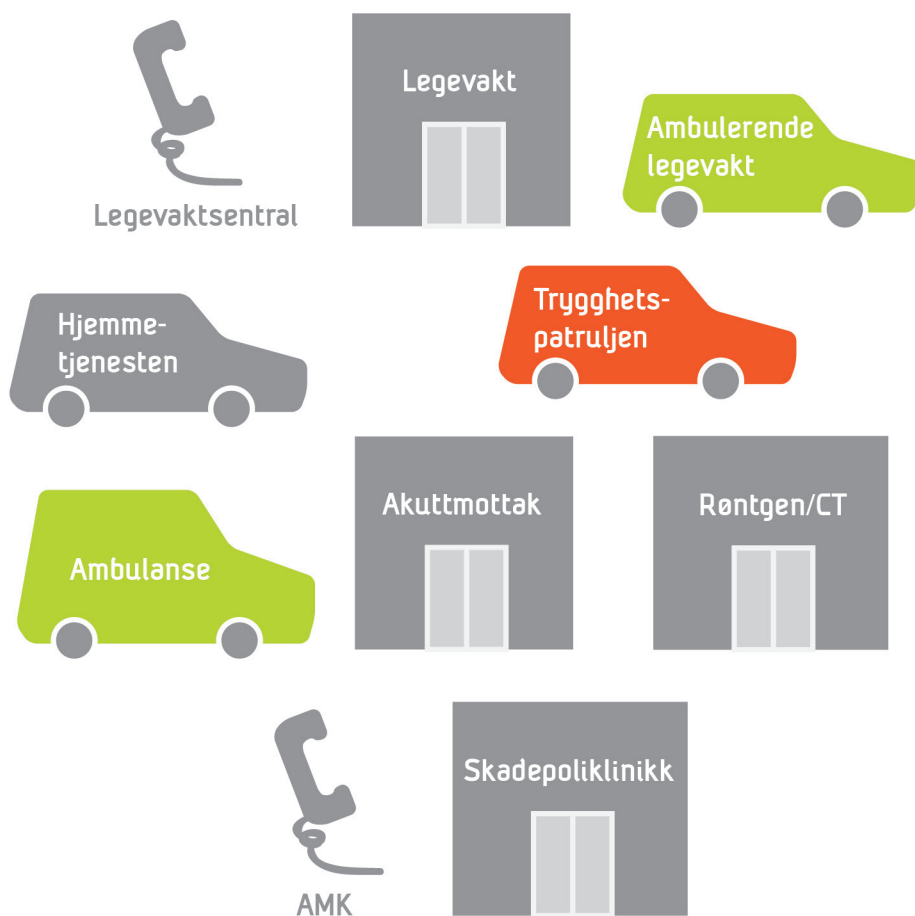 Legevakt
Ambulerende
legevakt
Legevaktsentral
Hjemme-
tjenesten
Trygghets-
patruljen
Ambulanse
Akuttmottak
Røntgen/CT
Skadepoliklinikk
AMK